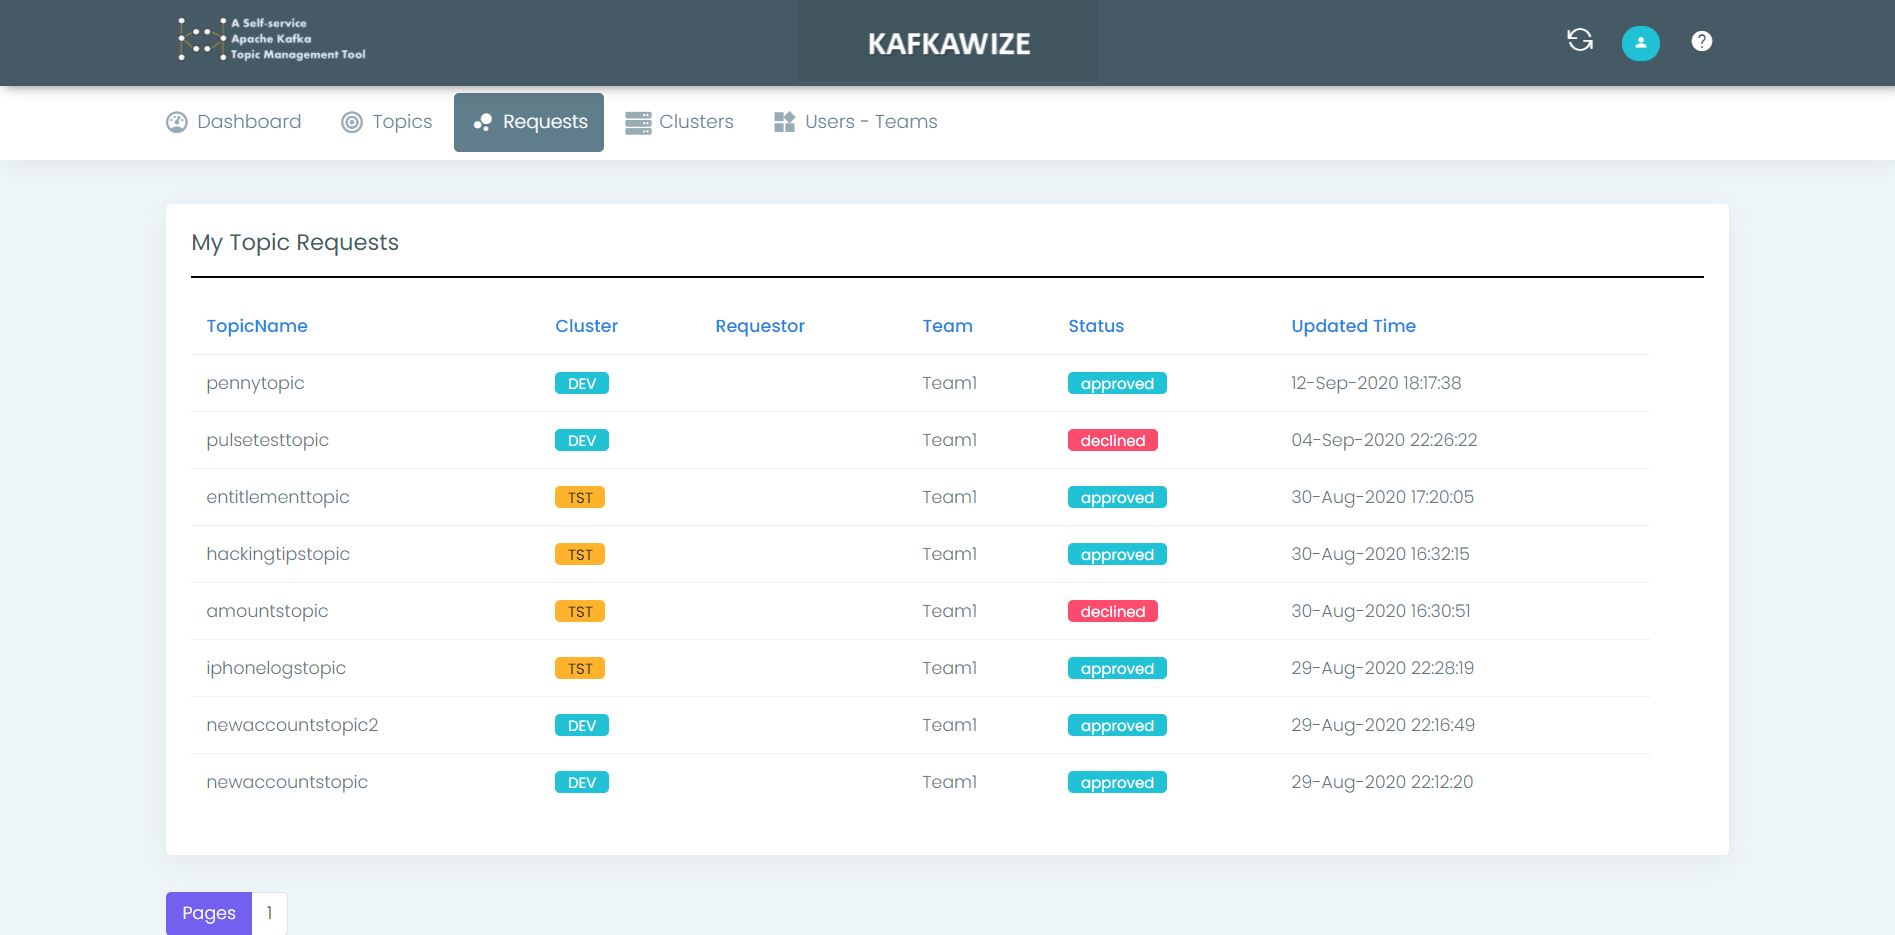 A Self-service
Apache Kafka
Topic Management Tool
KAFKAWIZE
Dashboard Topics Requests Clusters Users - Teams
My Topic Requests
TopicName Cluster Requestor Team Status Updated Time
pennytopic DEV Team1 approved 12-Sep-2020 18:17:38
pulsetesttopic DEV Team1 declined 04-Sep-2020 22:26:22
entitlementtopic TST Team1 approved 30-Aug-2020 17:20:05
hackingtipstopic TST Team1 approved 30-Aug-2020 16:32:15
amountstopic TST Team1 declined 30-Aug-2020 16:30:51
iphonelogstopic TST Team1 approved 29-Aug-2020 22:28:19
newaccountstopic2 DEV Team1 approved 29-Aug-2020 22:16:49
newaccountstopic DEV Team1 approved 29-Aug-2020 22:12:20
Pages 1